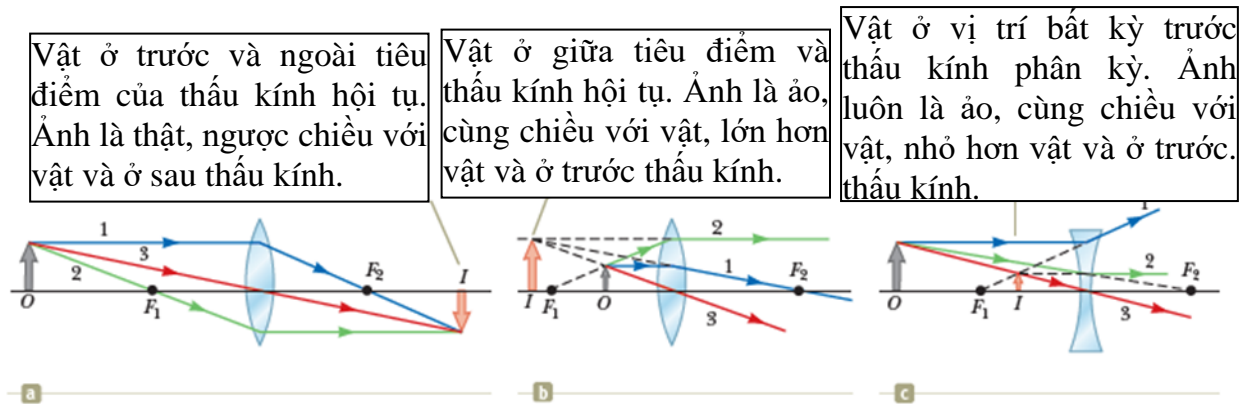 Vật ở trước và ngoài tiêu
điểm của thấu kính hội tụ.
Ảnh là thật, ngược chiều với
vật và ở sau thấu kính.
Vật ở giữa tiêu điểm và
thấu kính hội tụ. Ảnh là ảo,
cùng chiều với vật, lớn hơn
vật và ở trước thấu kính.
Vật ở vị trí bất kỳ trước
thấu kính phân kỳ. Ảnh
luôn là ảo, cùng chiều với
vật, nhỏ hơn vật và ở trước.
thấu kính.
1
3
2
O
F₁
F₂
I
a
2
1
3
I
F₁
O
F₂
b
1
2
3
O
F₁
I
F₂
c